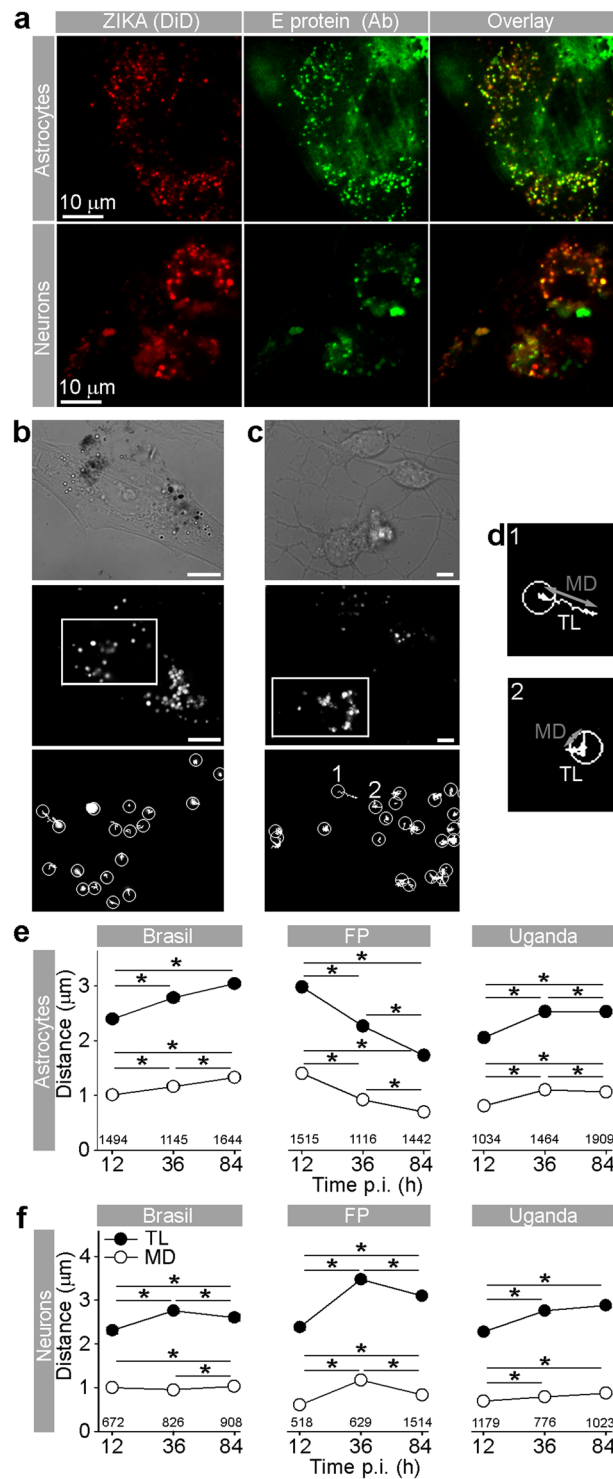 a
ZIKA (DiD) E protein (Ab) Overlay
Astrocytes
10 μm
Neurons
10 μm
b c d
1
MD
TL
2
MD
TL
1
2
e
Brasil FP Uganda
Astrocytes
Distance (μm)
3
2
1
0
* * * * *
* * * * * *
* * * * * *
1494 1145 1644 1515 1116 1442 1034 1464 1909
12 36 84 12 36 84 12 36 84
Time p.i. (h) Time p.i. (h)
f
Brasil FP Uganda
TL
MD
Neurons
Distance (μm)
4
3
2
1
0
* * * * * * * *
* * * * * *
672 826 908 518 629 1514 1179 776 1023
12 36 84 12 36 84 12 36 84
Time p.i. (h) Time p.i. (h)